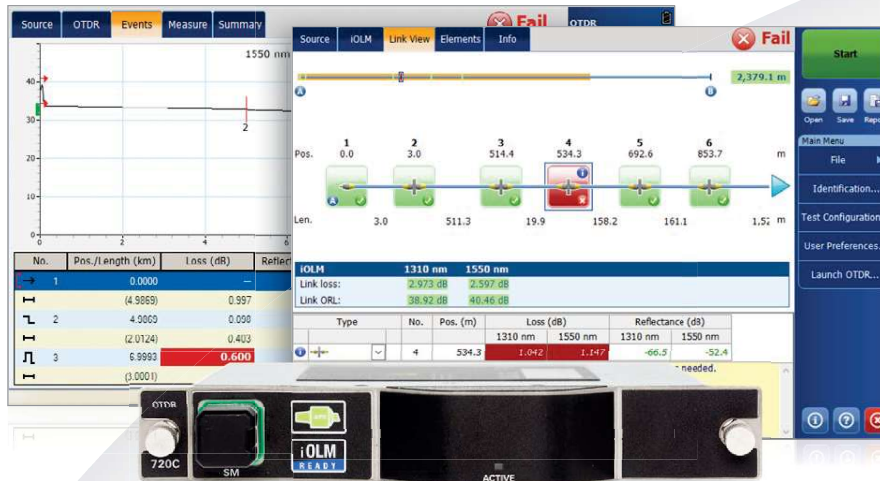 Source OTDR Events Measure Summary
Fail
OTDR
1550 nm
40
30
20
10
0
2
0 2 4 6
No. Pos./Length (km) Loss (dB)
1 0.0000 —
(4.9869) 0.997
2 4.9869
(2.0124) 0.403
3 6.9993 0.600
(3.0001)
Source iOLM Link View Elements Info
Fail
2,379.1 m
A B
1 2 3 4 5 6
Pos. 0.0 3.0 514.4 534.3 692.6 853.7 m
A
Len. 3.0 511.3 19.9 158.2 161.1 m
iOLM 1310 nm 1550 nm
Link loss: 2.973 dB 2.597 dB
Link ORL: 38.92 dB 40.46 dB
Type No. Pos. (m) Loss (dB) Reflectance (dB)
1310 nm 1550 nm 1310 nm 1550 nm
4 534.3 1.042 1.147 -66.5 -52.4
needed.
Start
Open Save
Main Menu
File
Identification...
Test Configuration
User Preferences.
Launch OTDR...
OTDR
720C
SM
iOLM
READY
ACTIVE